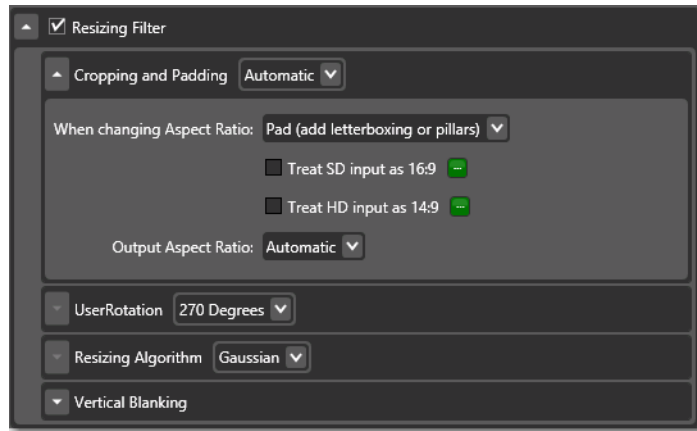 Resizing Filter
Cropping and Padding Automatic
When changing Aspect Ratio: Pad (add letterboxing or pillars)
Treat SD input as 16:9
Treat HD input as 14:9
Output Aspect Ratio: Automatic
UserRotation 270 Degrees
Resizing Algorithm Gaussian
Vertical Blanking